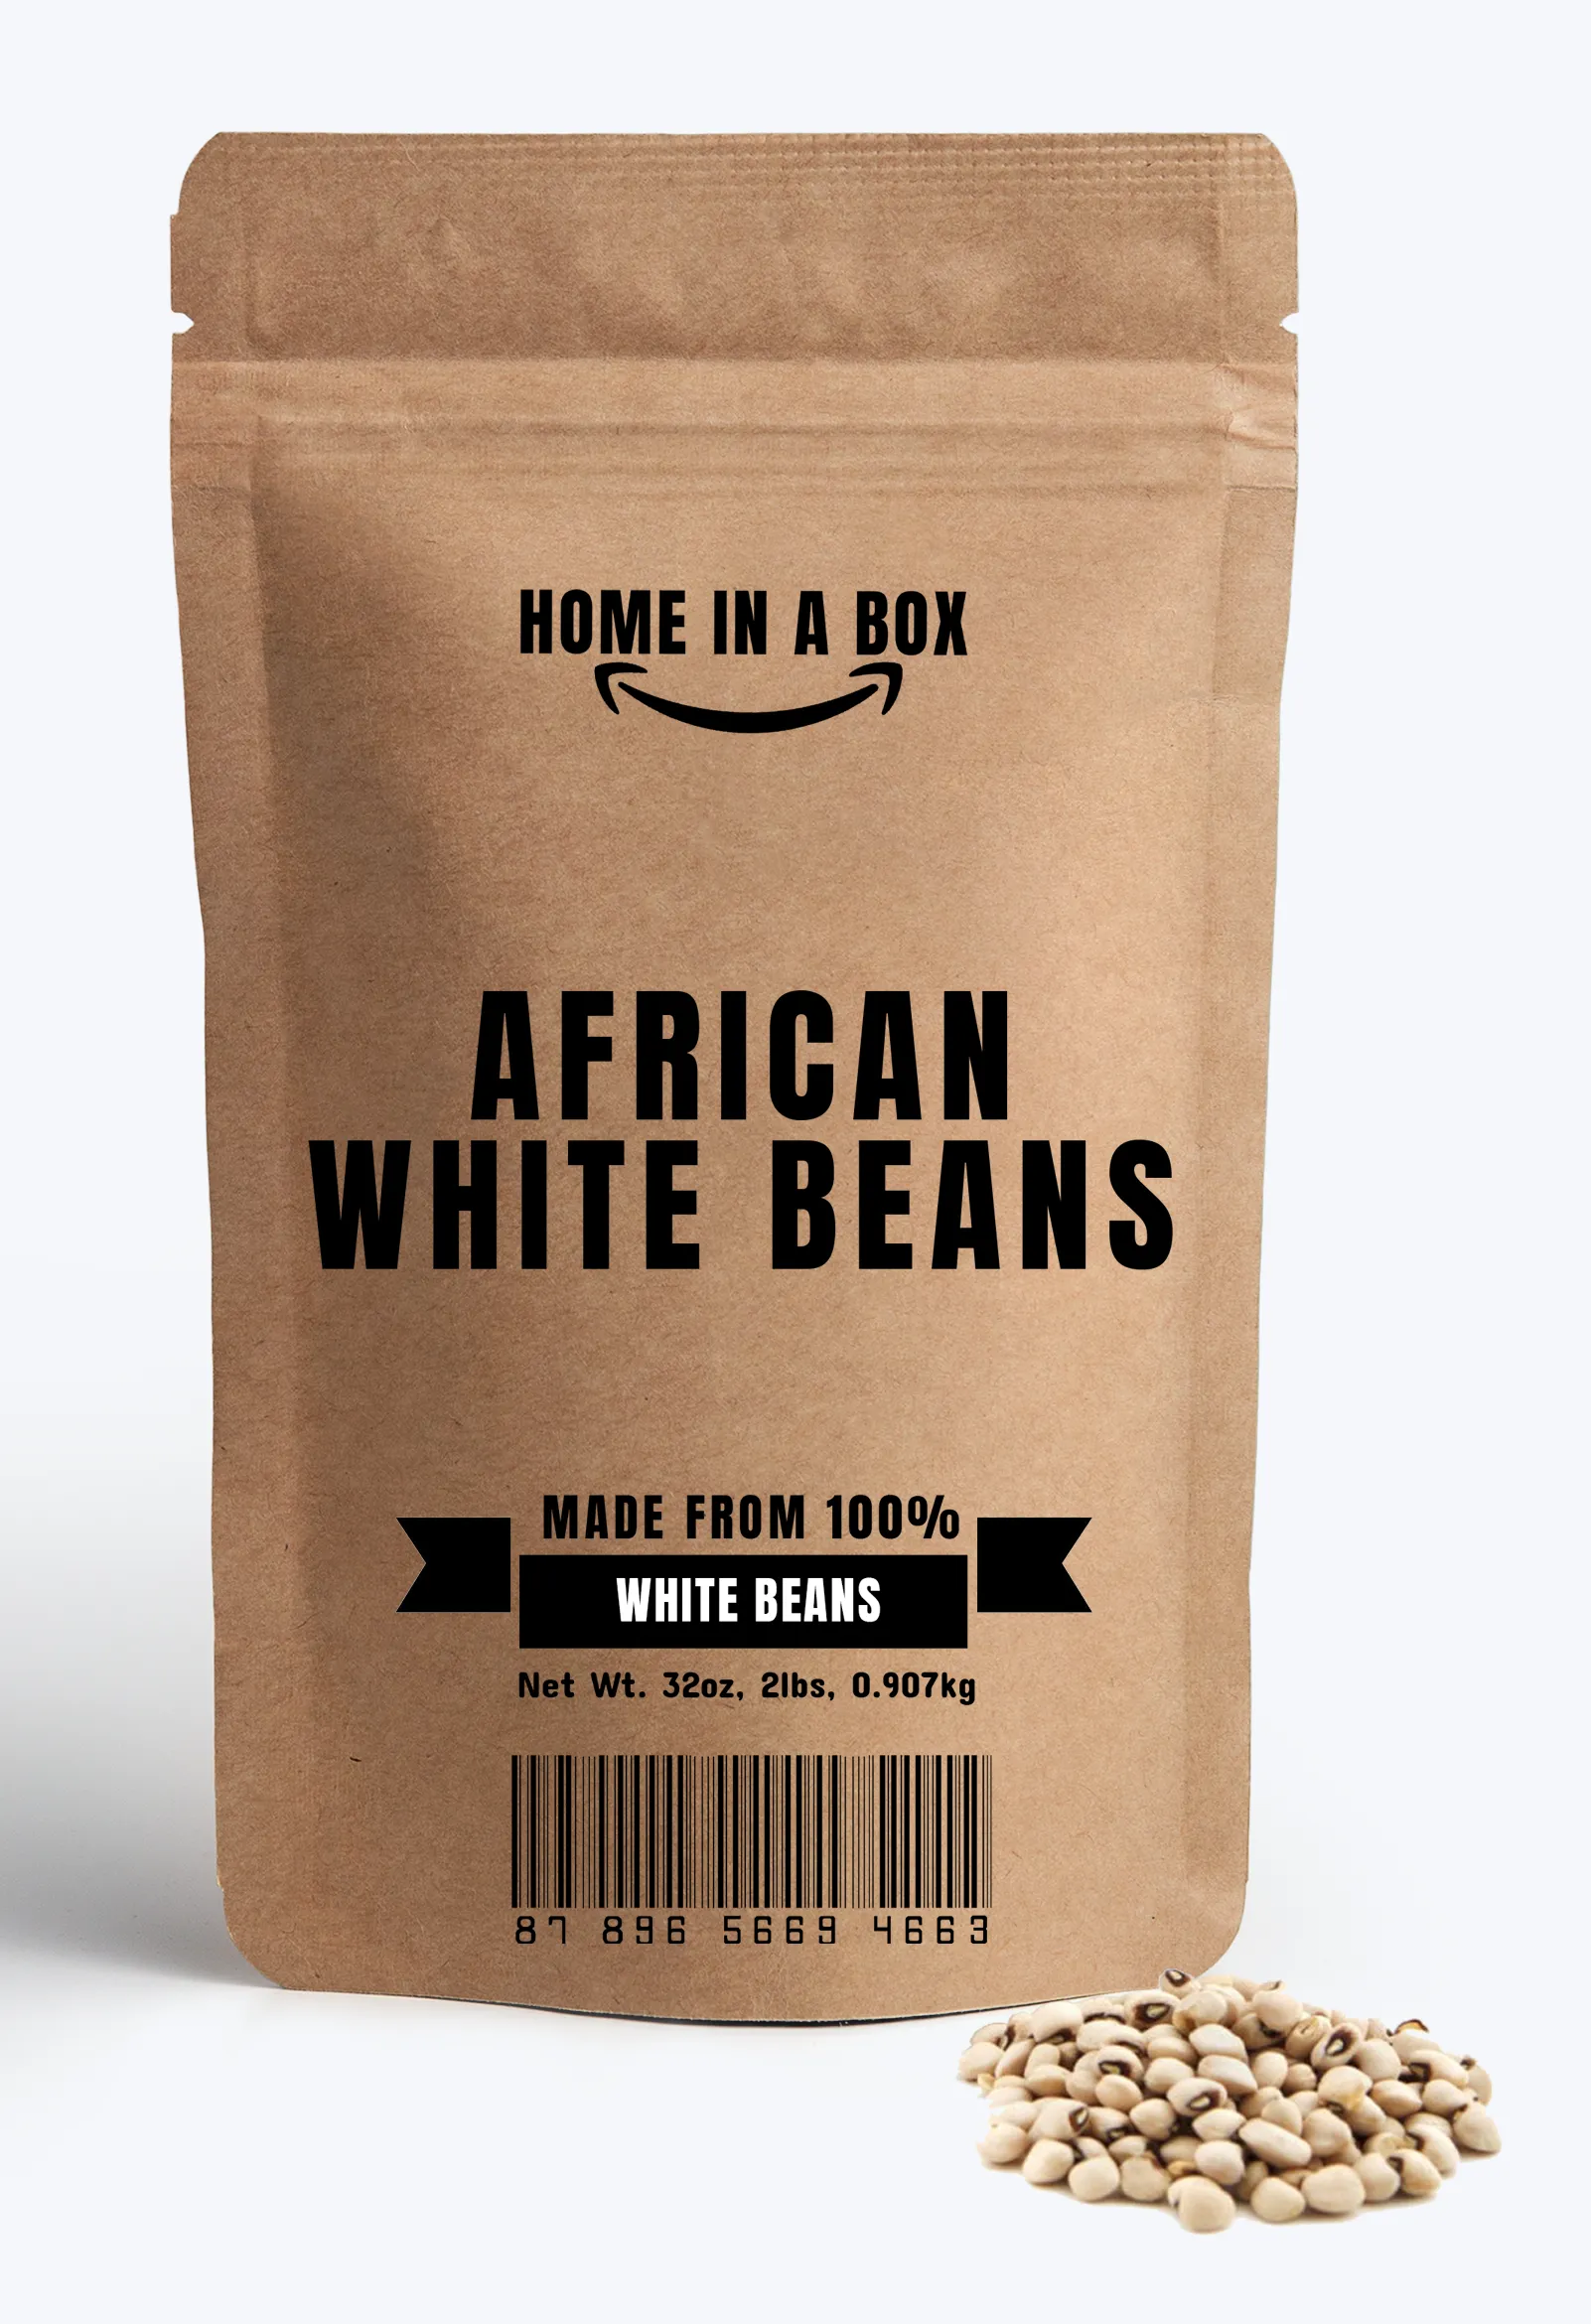 HOME IN A BOX
AFRICAN
WHITE BEANS
MADE FROM 100%
WHITE BEANS
Net Wt. 32oz, 2lbs, 0.907kg
87 896 5669 4663